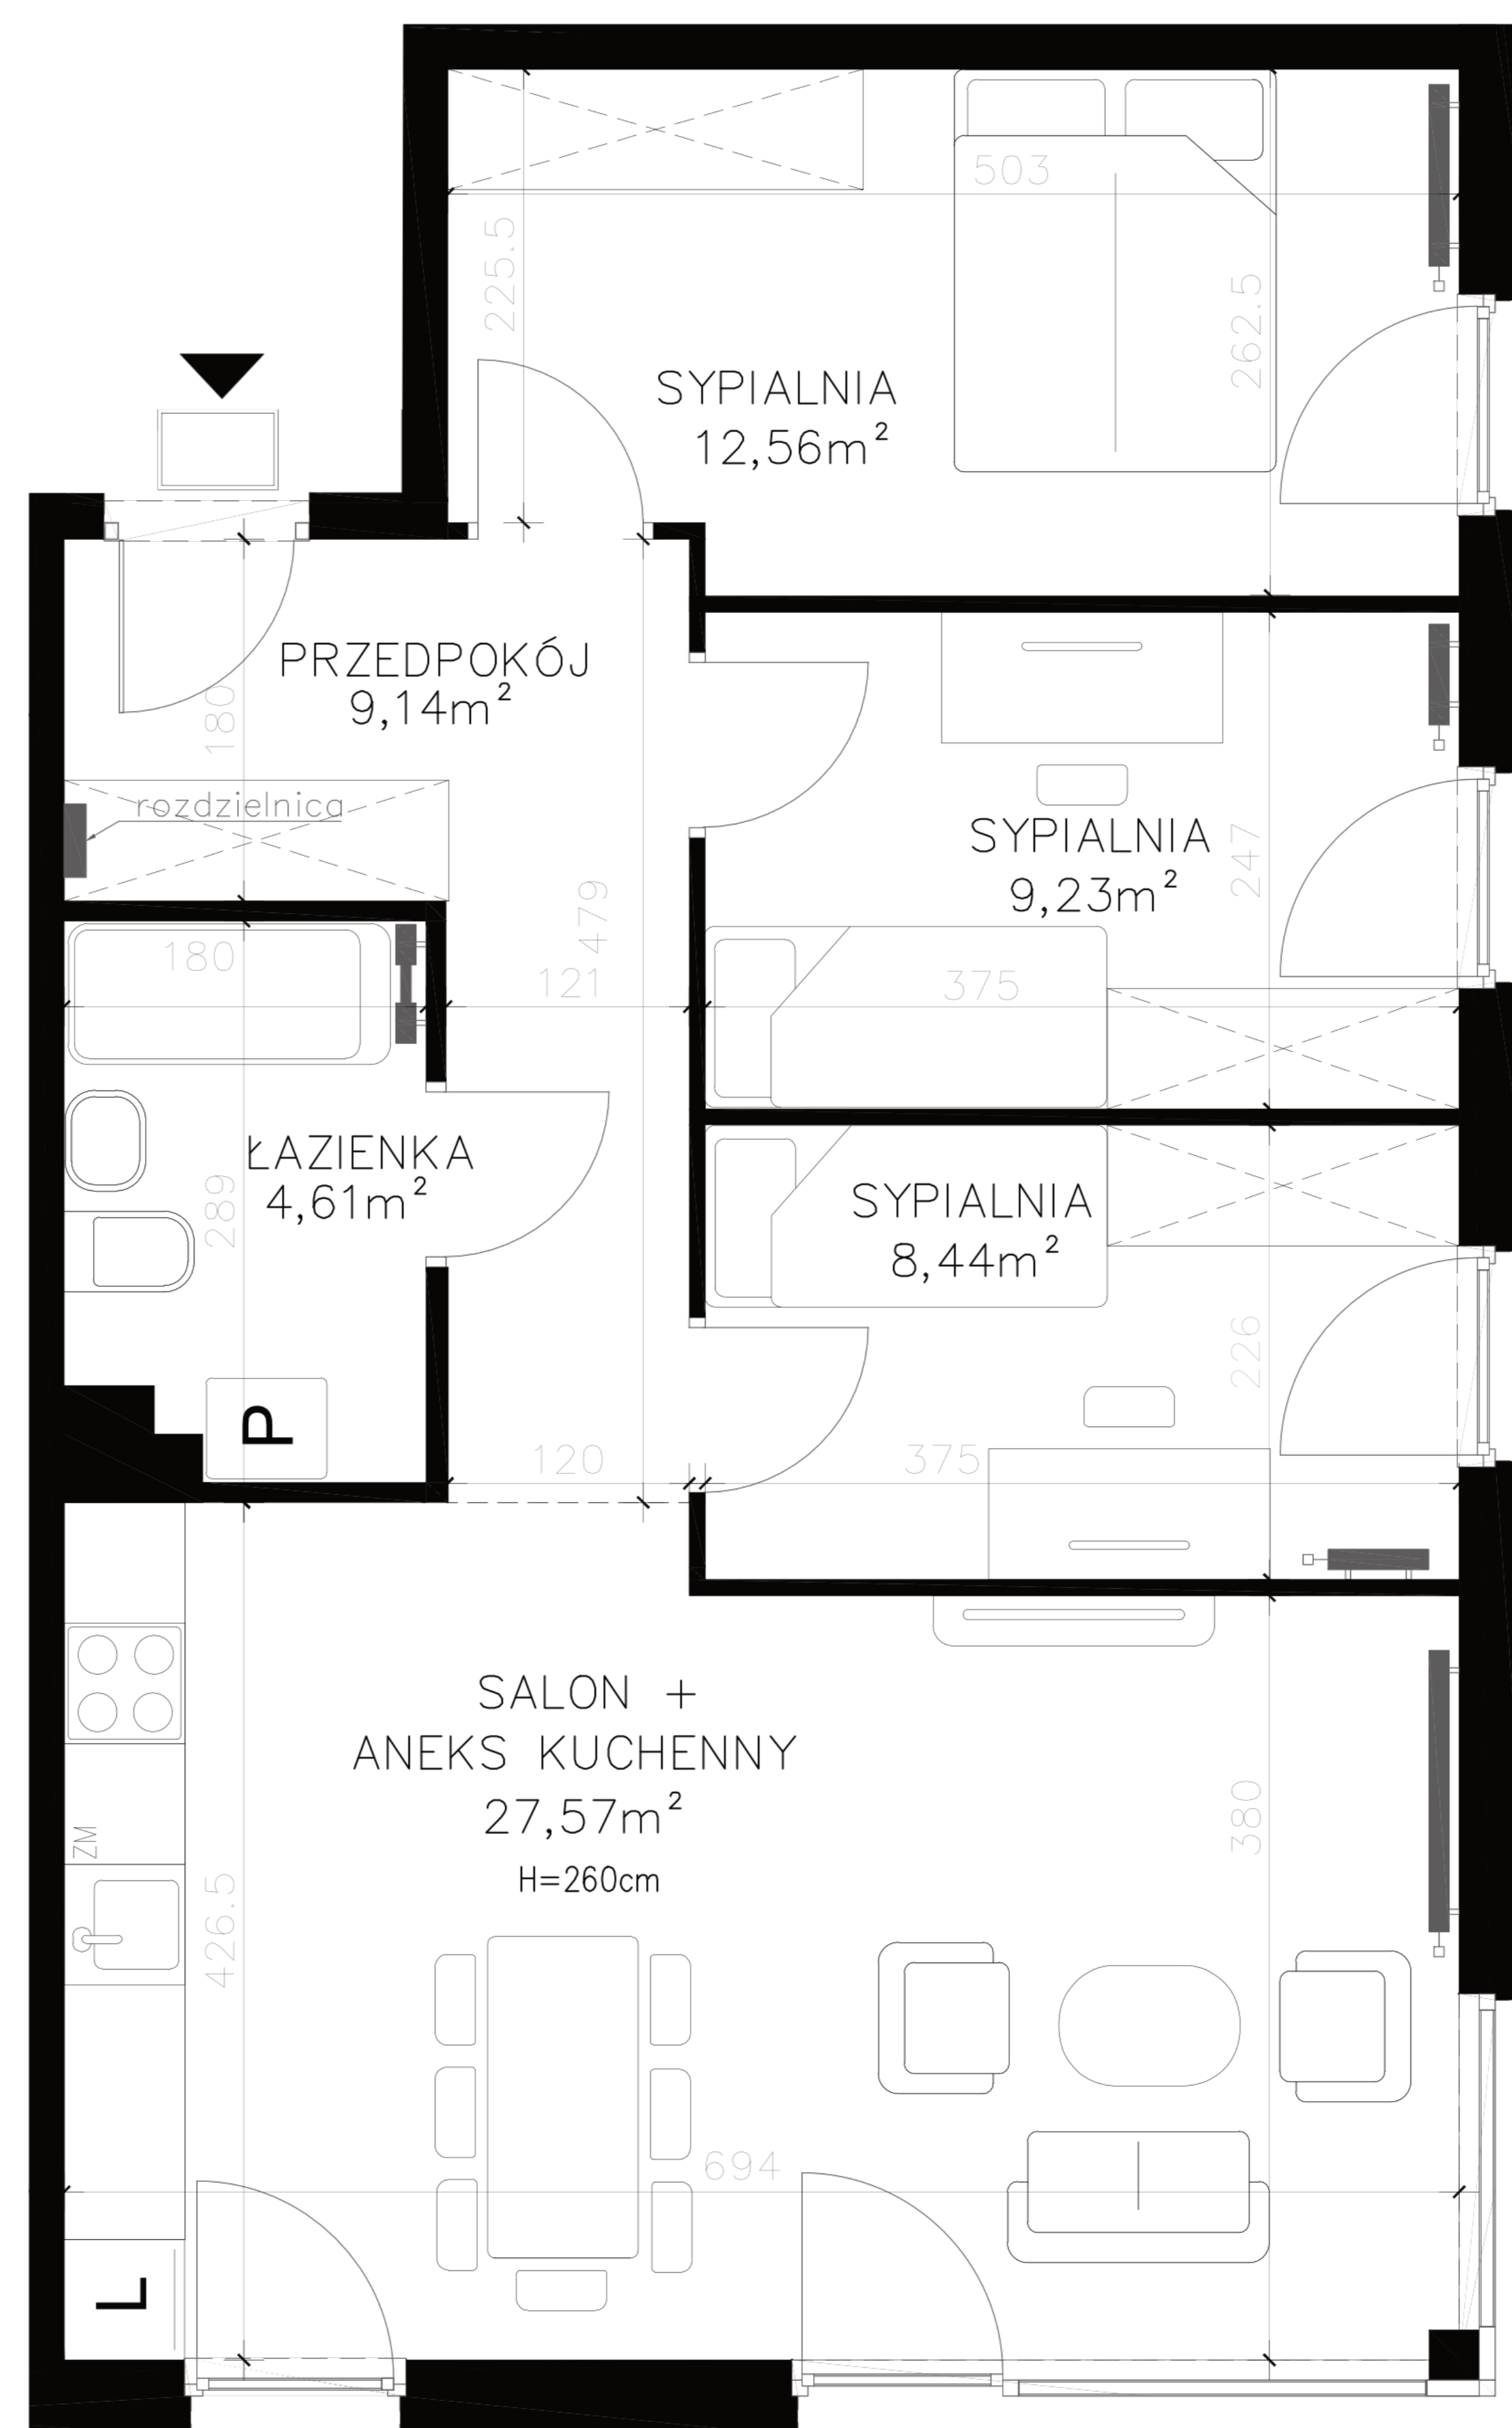 503
225.5
262.5
SYPIALNIA
12,56m²
PRZEDPOKÓJ
9,14m²
180
rozdzielnica
SYPIALNIA
9,23m²
247
479
180
121
375
ŁAZIENKA
4,61m²
289
SYPIALNIA
8,44m²
226
P
120
375
SALON +
ANEKS KUCHENNY
27,57m²
H=260cm
380
ZM
426.5
694
L